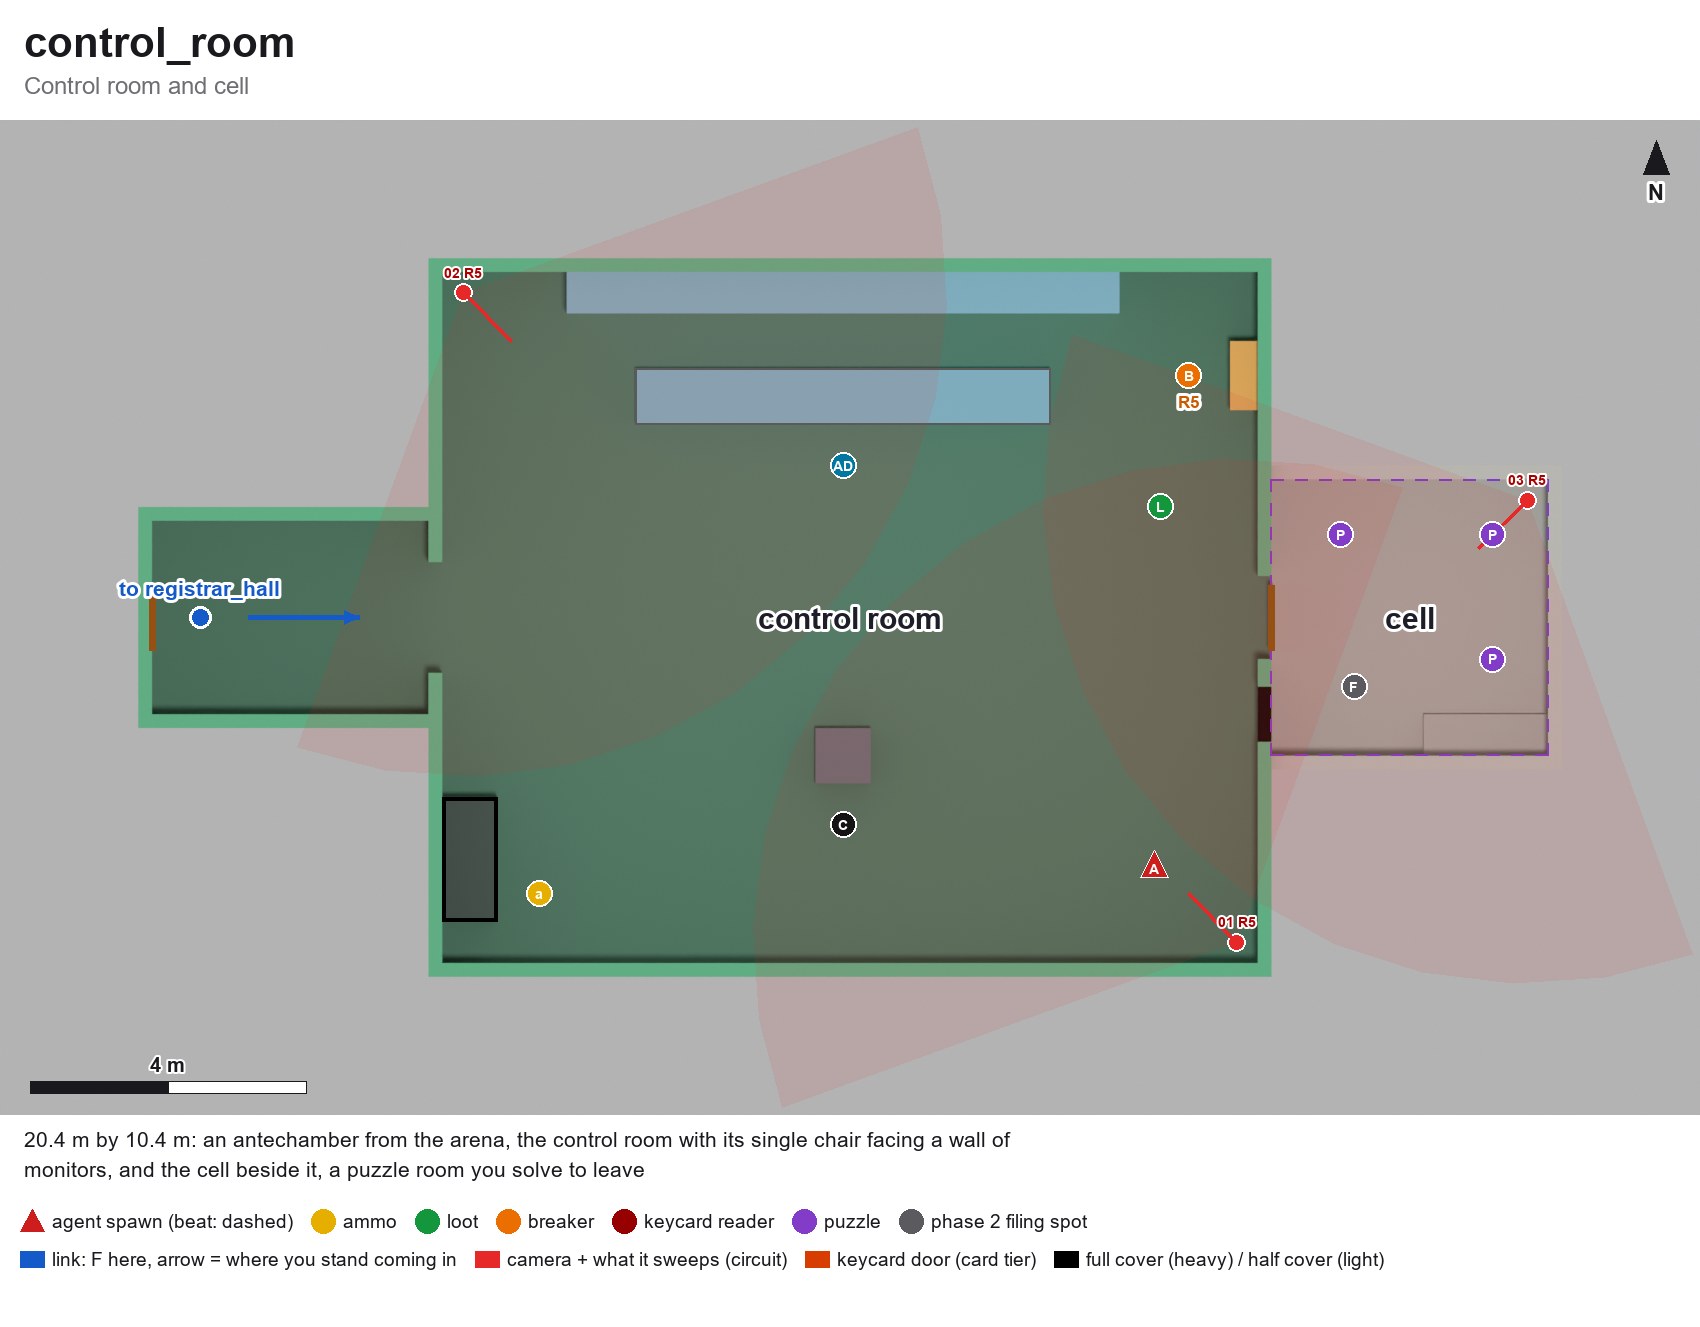 control_room
Control room and cell
N
02 R5
B
R5
AD
L
03 R5
P
P
to registrar_hall
control room
cell
P
F
C
A
a
01 R5
4 m
20.4 m by 10.4 m: an antechamber from the arena, the control room with its single chair facing a wall of
monitors, and the cell beside it, a puzzle room you solve to leave
agent spawn (beat: dashed)
ammo
loot
breaker
keycard reader
puzzle
phase 2 filing spot
link: F here, arrow = where you stand coming in
camera + what it sweeps (circuit)
keycard door (card tier)
full cover (heavy) / half cover (light)